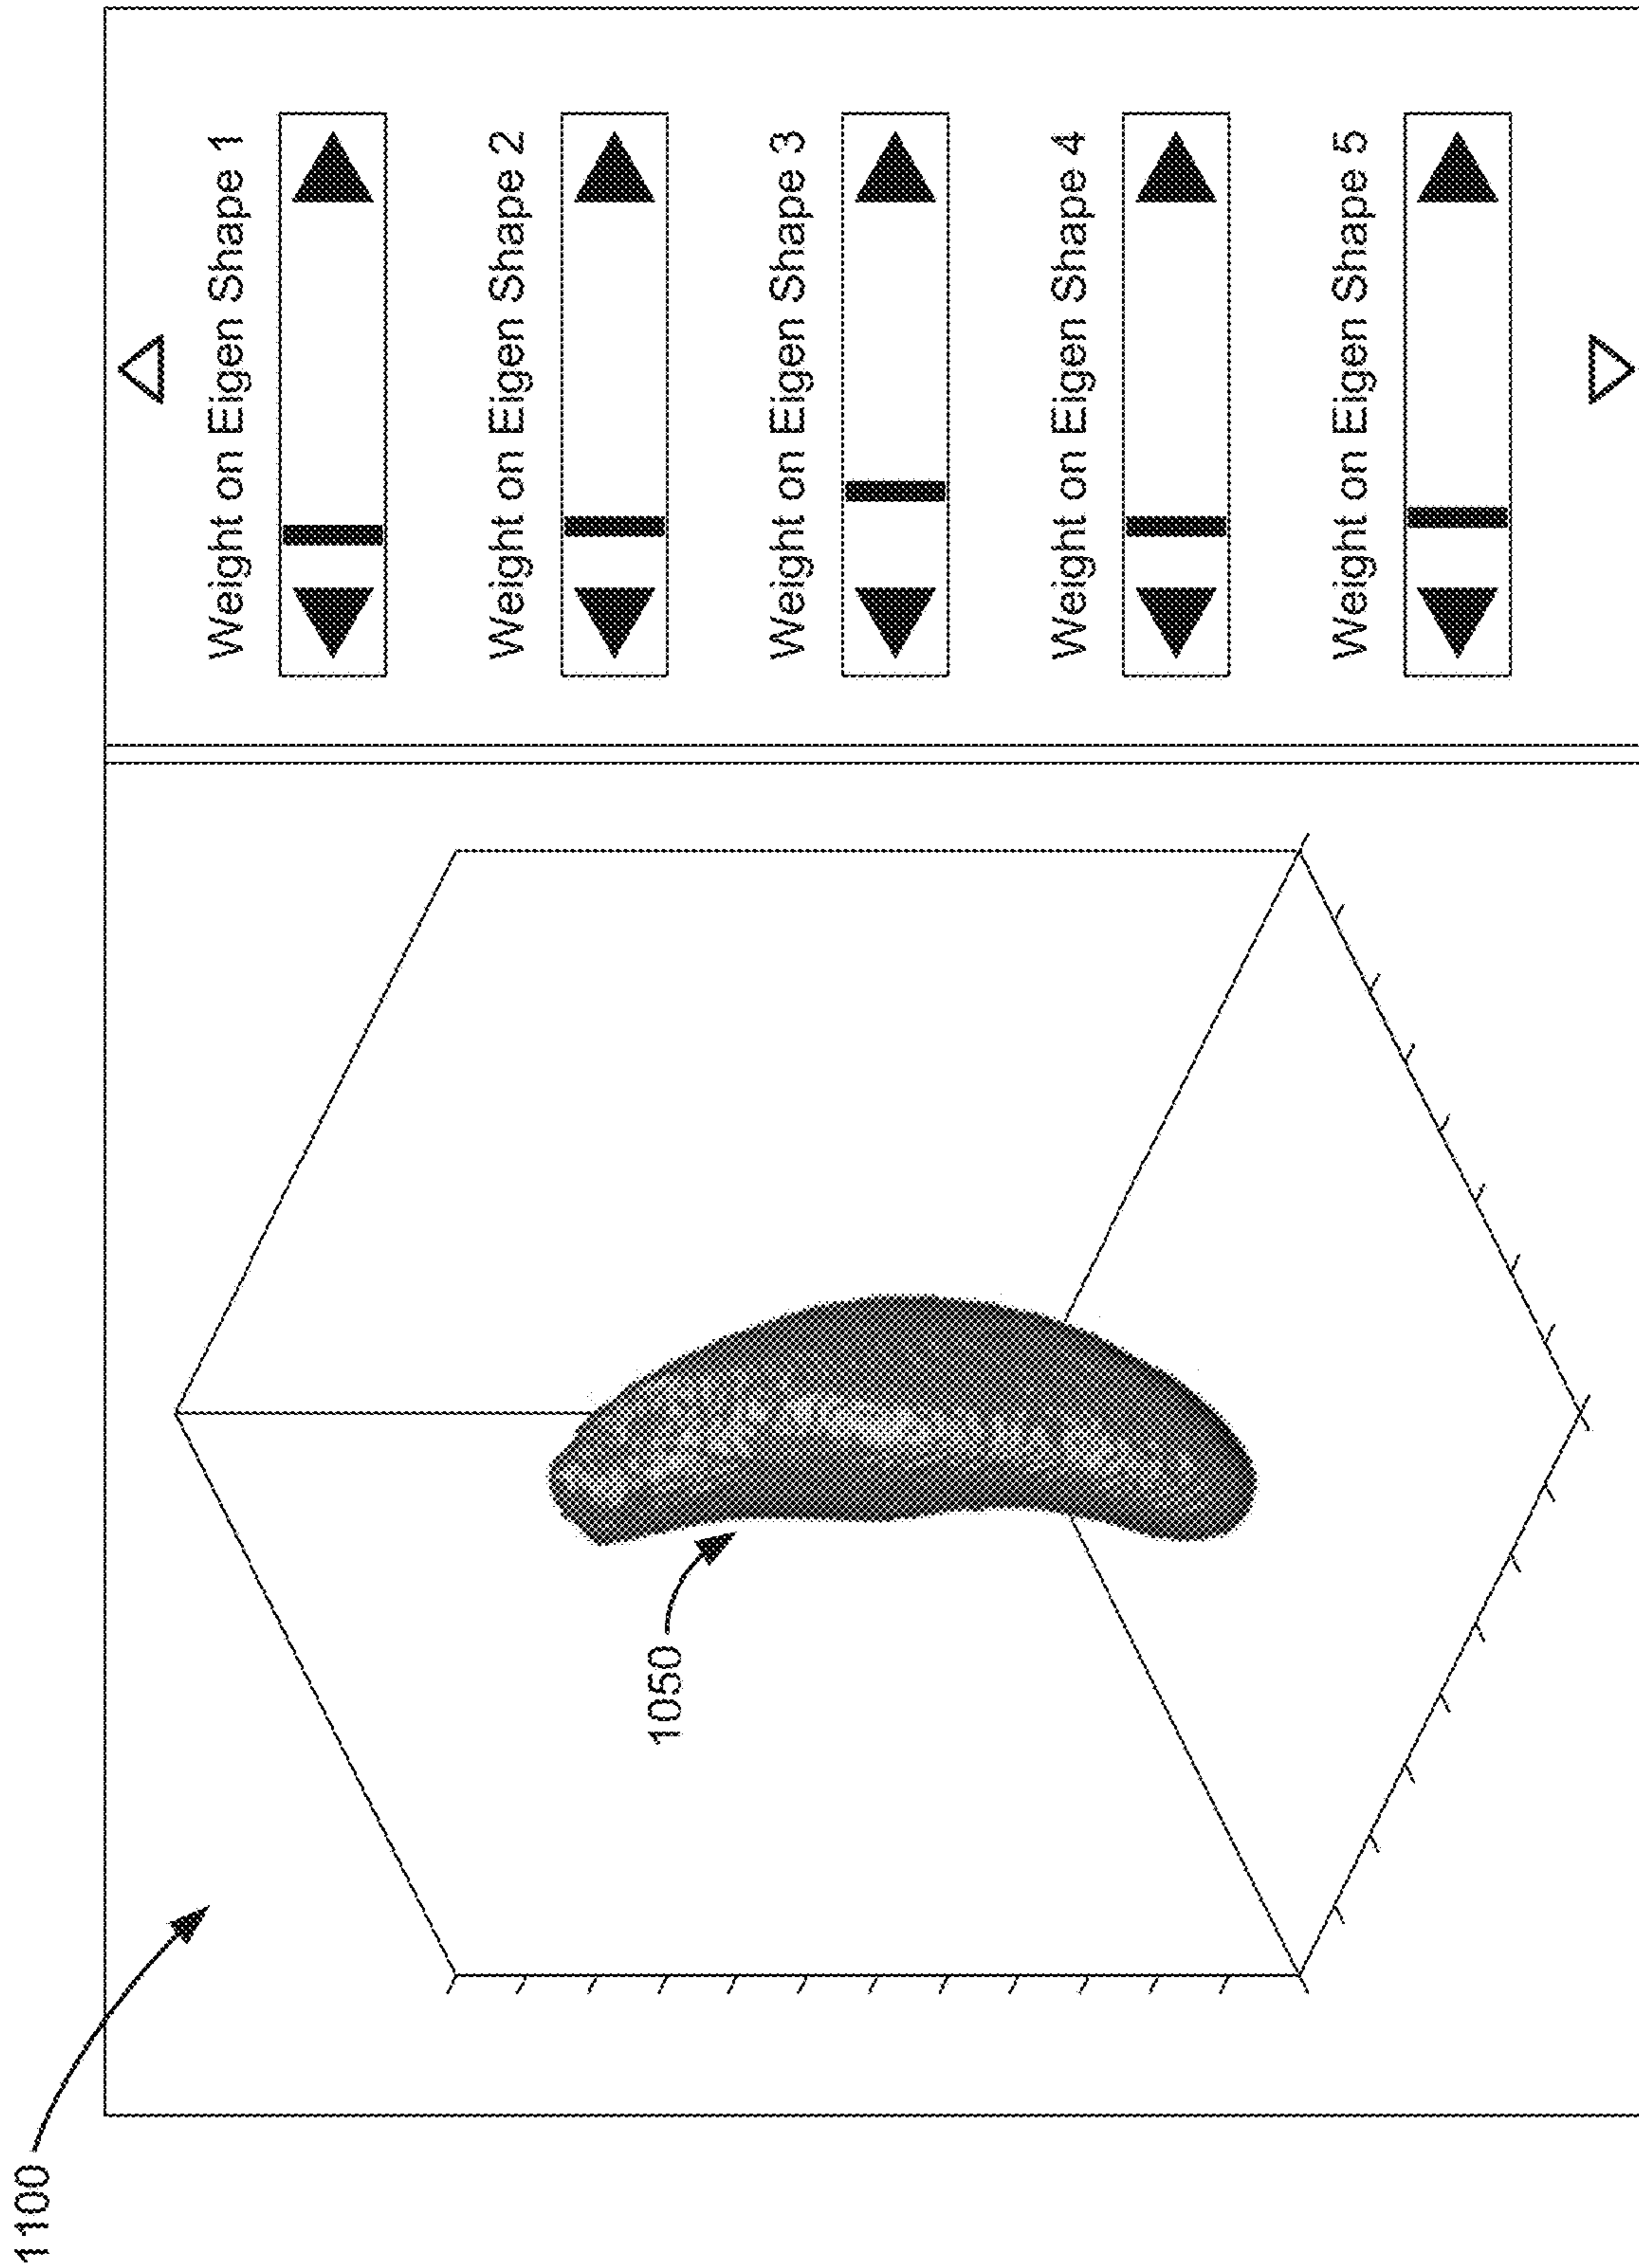 1100
1050
Weight on Eigen Shape 1
Weight on Eigen Shape 2
Weight on Eigen Shape 3
Weight on Eigen Shape 4
Weight on Eigen Shape 5